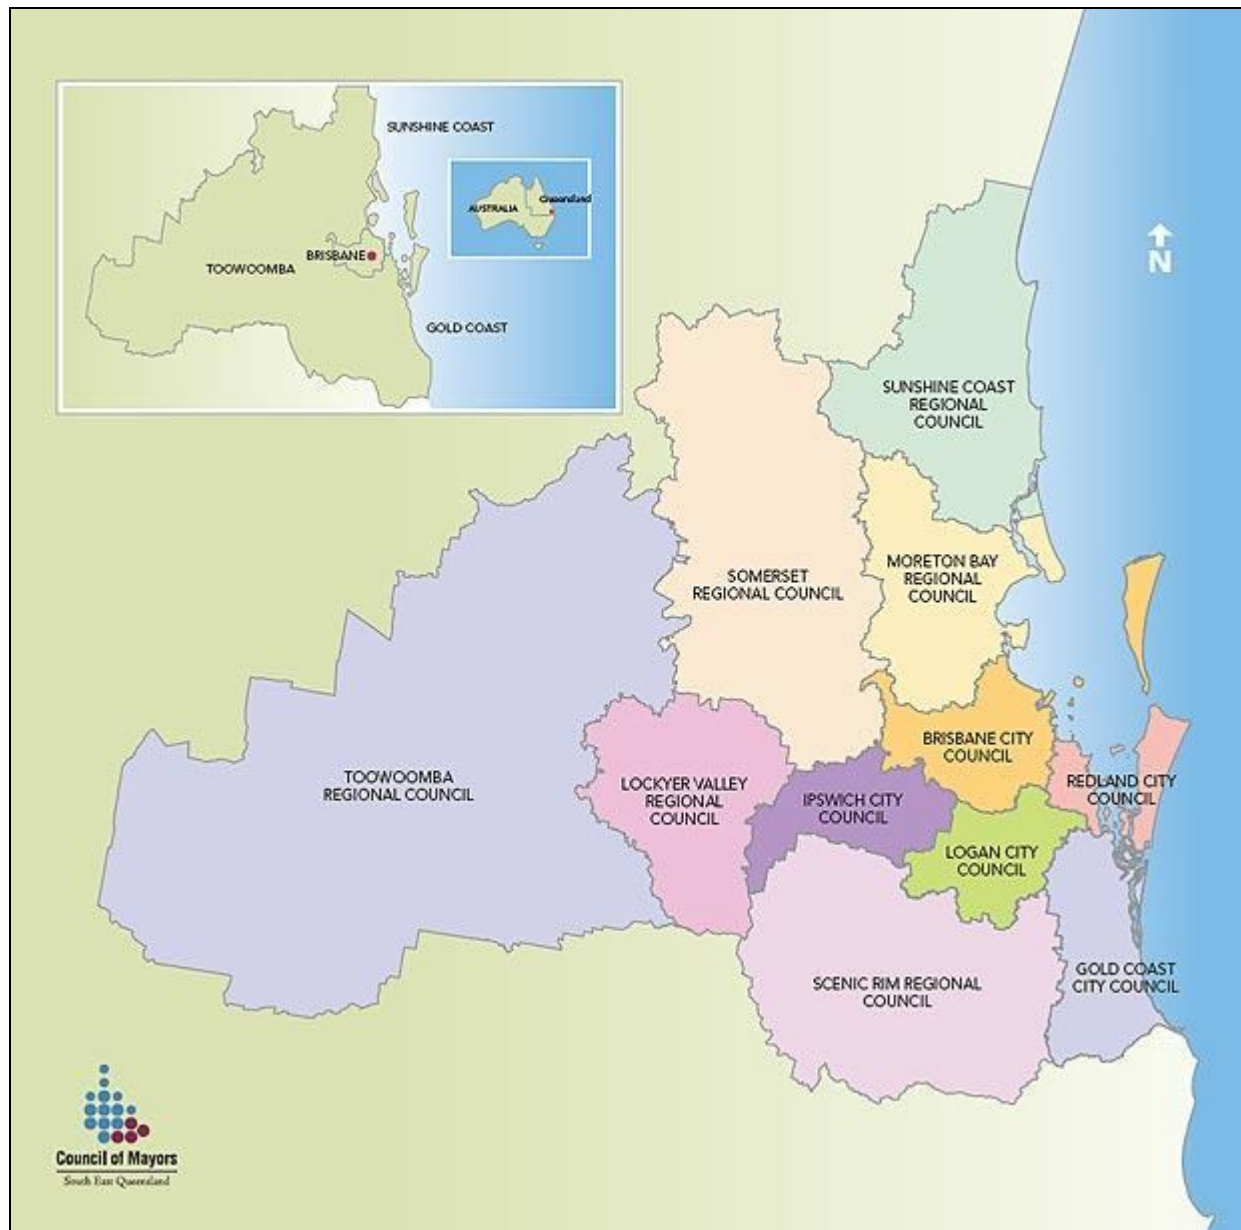 SUNSHINE COAST
AUSTRALIA
Queensland
BRISBANE
TOOWOOMBA
GOLD COAST
N
SUNSHINE COAST
REGIONAL
COUNCIL
MORETON BAY
REGIONAL
COUNCIL
SOMERSET
REGIONAL COUNCIL
BRISBANE CITY
COUNCIL
TOOWOOMBA
REGIONAL COUNCIL
LOCKYER VALLEY
REGIONAL
COUNCIL
IPSWICH CITY
COUNCIL
REDLAND CITY
COUNCIL
LOGAN CITY
COUNCIL
SCENIC RIM REGIONAL
COUNCIL
GOLD COAST
CITY COUNCIL
Council of Mayors
South East Queensland